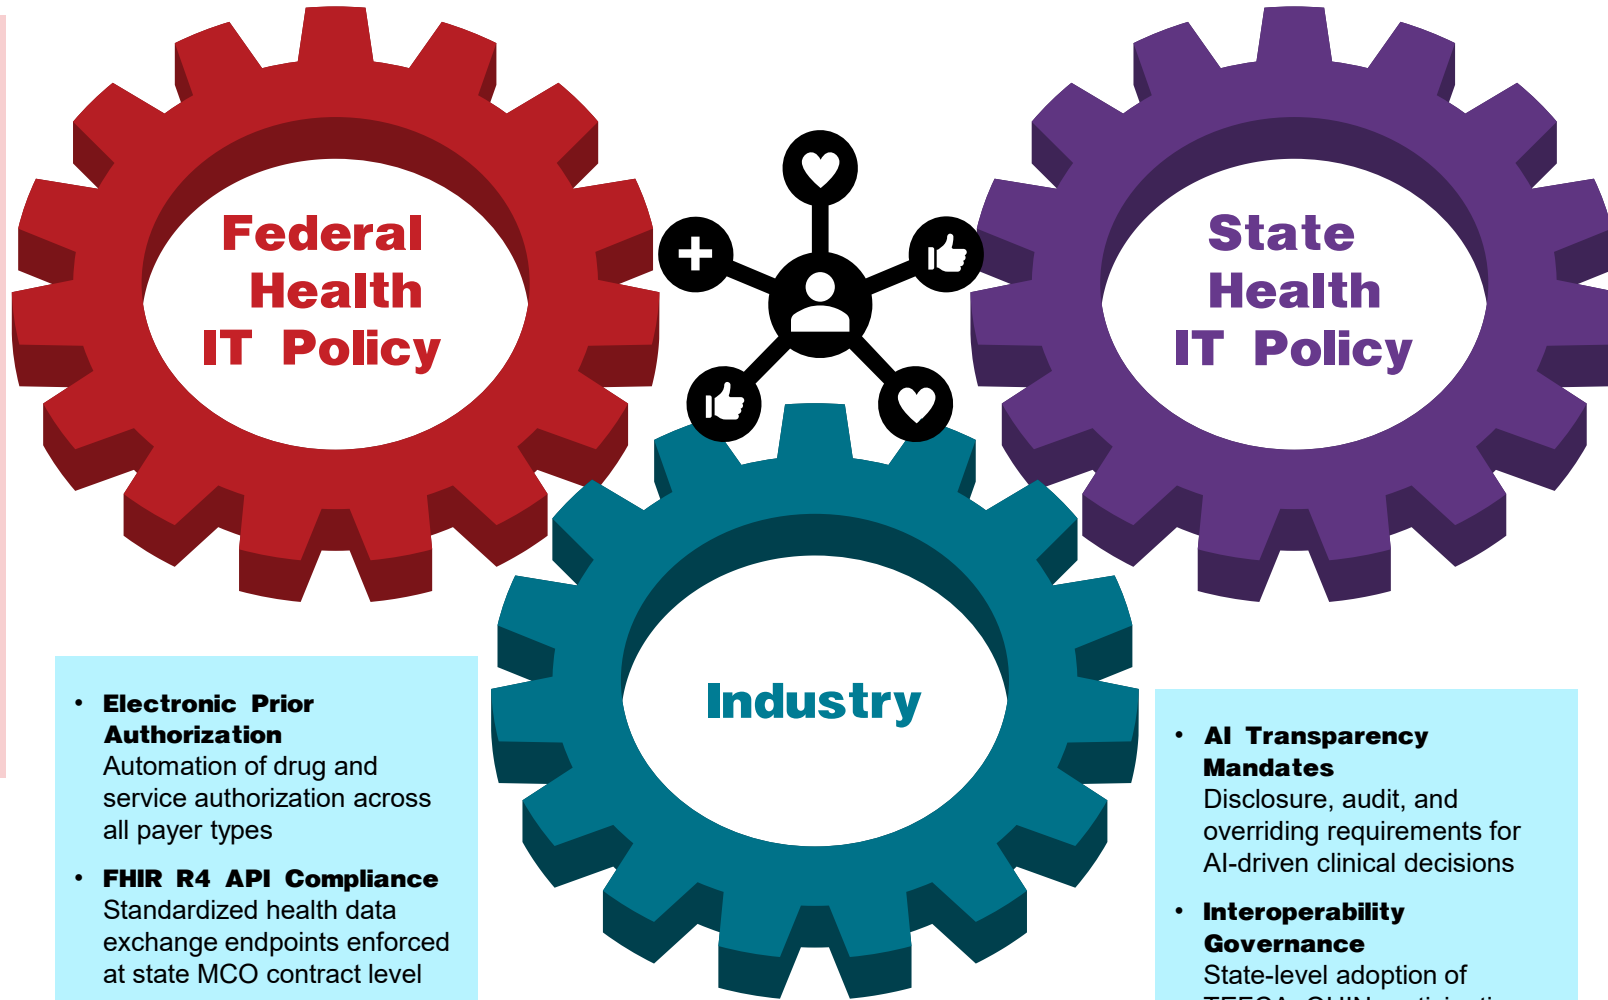 Federal
Health
IT Policy
State
Health
IT Policy
Industry
• Electronic Prior
Authorization
Automation of drug and
service authorization across
all payer types
• FHIR R4 API Compliance
Standardized health data
exchange endpoints enforced
at state MCO contract level
• AI Transparency
Mandates
Disclosure, audit, and
overriding requirements for
AI-driven clinical decisions
• Interoperability
Governance
State-level adoption of